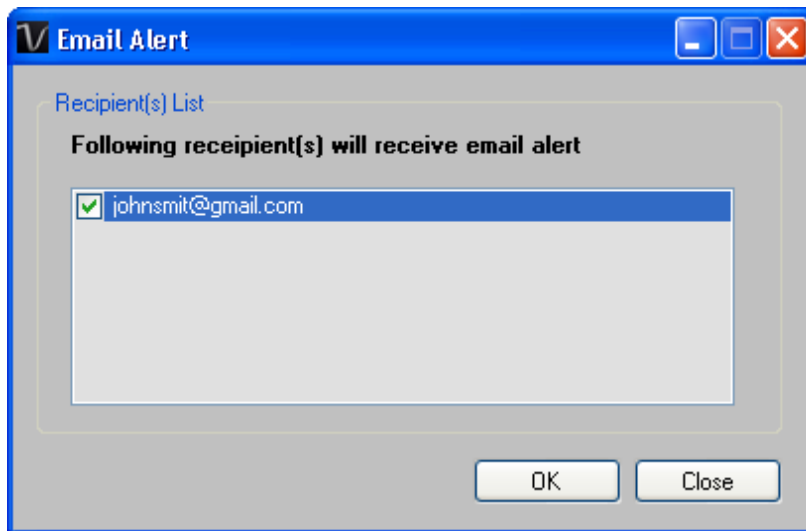 Email Alert
Recipient(s) List
Following receipient(s) will receive email alert
johnsmit@gmail.com
OK
Close